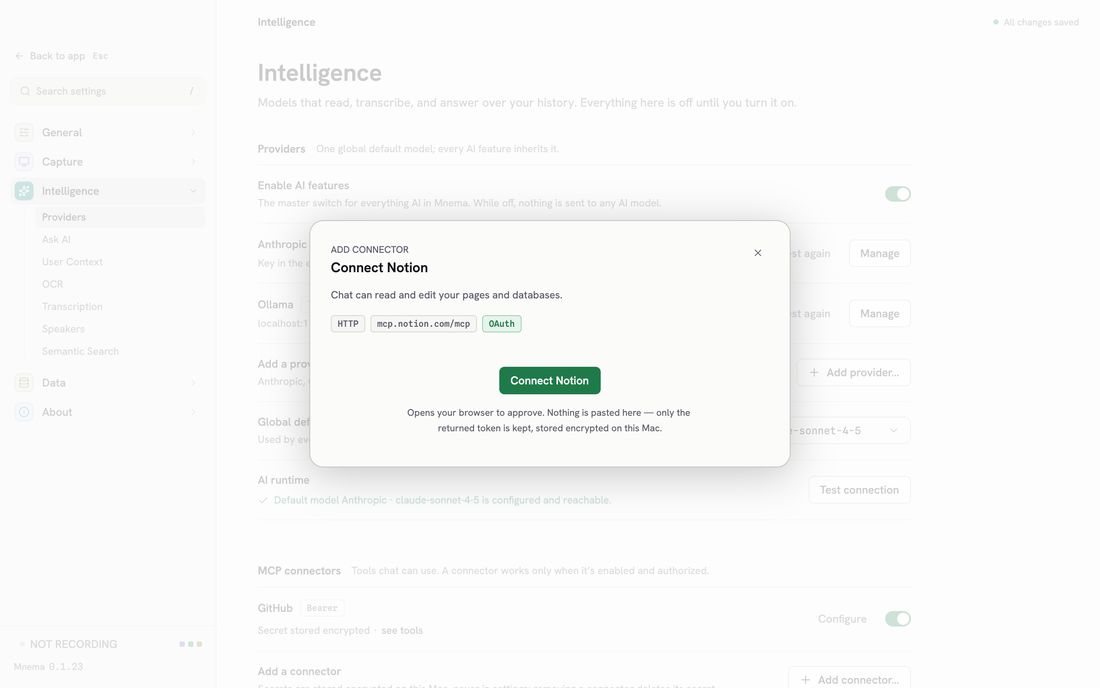 Intelligence
All changes saved
← Back to app Esc
Search settings /
General
Capture
Intelligence
Providers
Ask AI
User Context
OCR
Transcription
Speakers
Semantic Search
Data
About
NOT RECORDING
Mnema 0.1.23
Intelligence
Models that read, transcribe, and answer over your history. Everything here is off until you turn it on.
Providers One global default model; every AI feature inherits it.
Enable AI features
The master switch for everything AI in Mnema. While off, nothing is sent to any AI model.
Anthropic
again Manage
Key in the
Ollama
again Manage
Add a
+ Add provider...
Anthropic,
Global
-sonnet-4-5
Used by
ADD CONNECTOR
Connect Notion
Chat can read and edit your pages and databases.
HTTP mcp.notion.com/mcp OAuth
Connect Notion
Opens your browser to approve. Nothing is pasted here — only the
returned token is kept, stored encrypted on this Mac.
AI runtime
Default model Anthropic · claude-sonnet-4-5 is configured and reachable.
Test connection
MCP connectors Tools chat can use. A connector works only when it's enabled and authorized.
GitHub Bearer
Secret stored encrypted · see tools
Configure
Add a connector
+ Add connector...